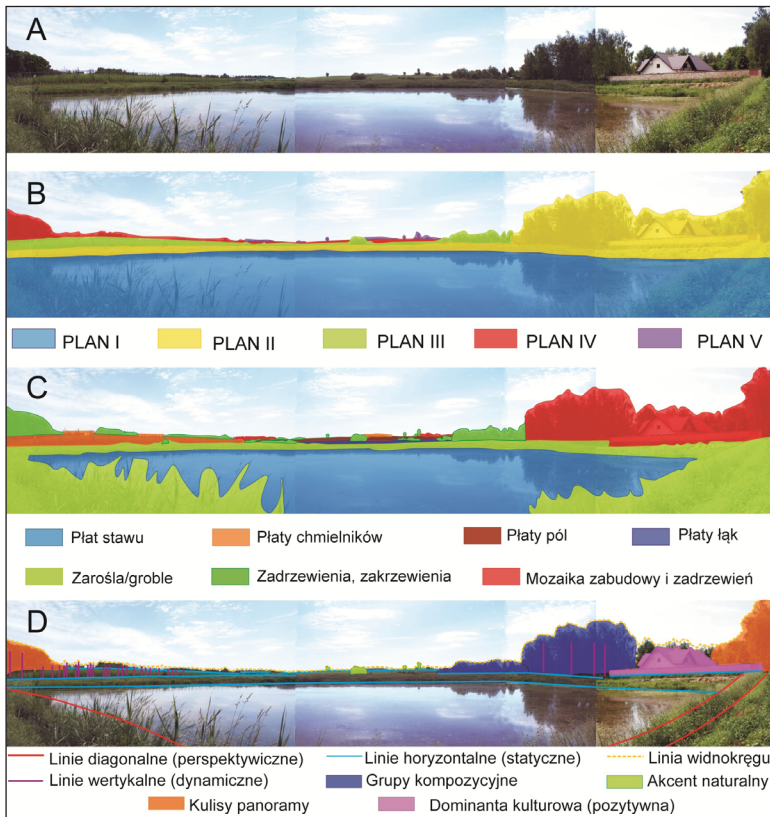 A
B
PLAN I PLAN II PLAN III PLAN IV PLAN V
C
Płat stawu Płaty chmielników Płaty pól Płaty łąk
Zarośla/groble Zadrzewienia, zakrzewienia Mozaika zabudowy i zadrzewień
D
Linie diagonalne (perspektywiczne) Linie horyzontalne (statyczne) Linia widnokręgu
Linie wertykalne (dynamiczne) Grupy kompozycyjne Akcent naturalny
Kulisy panoramy Dominanta kulturowa (pozytywna)